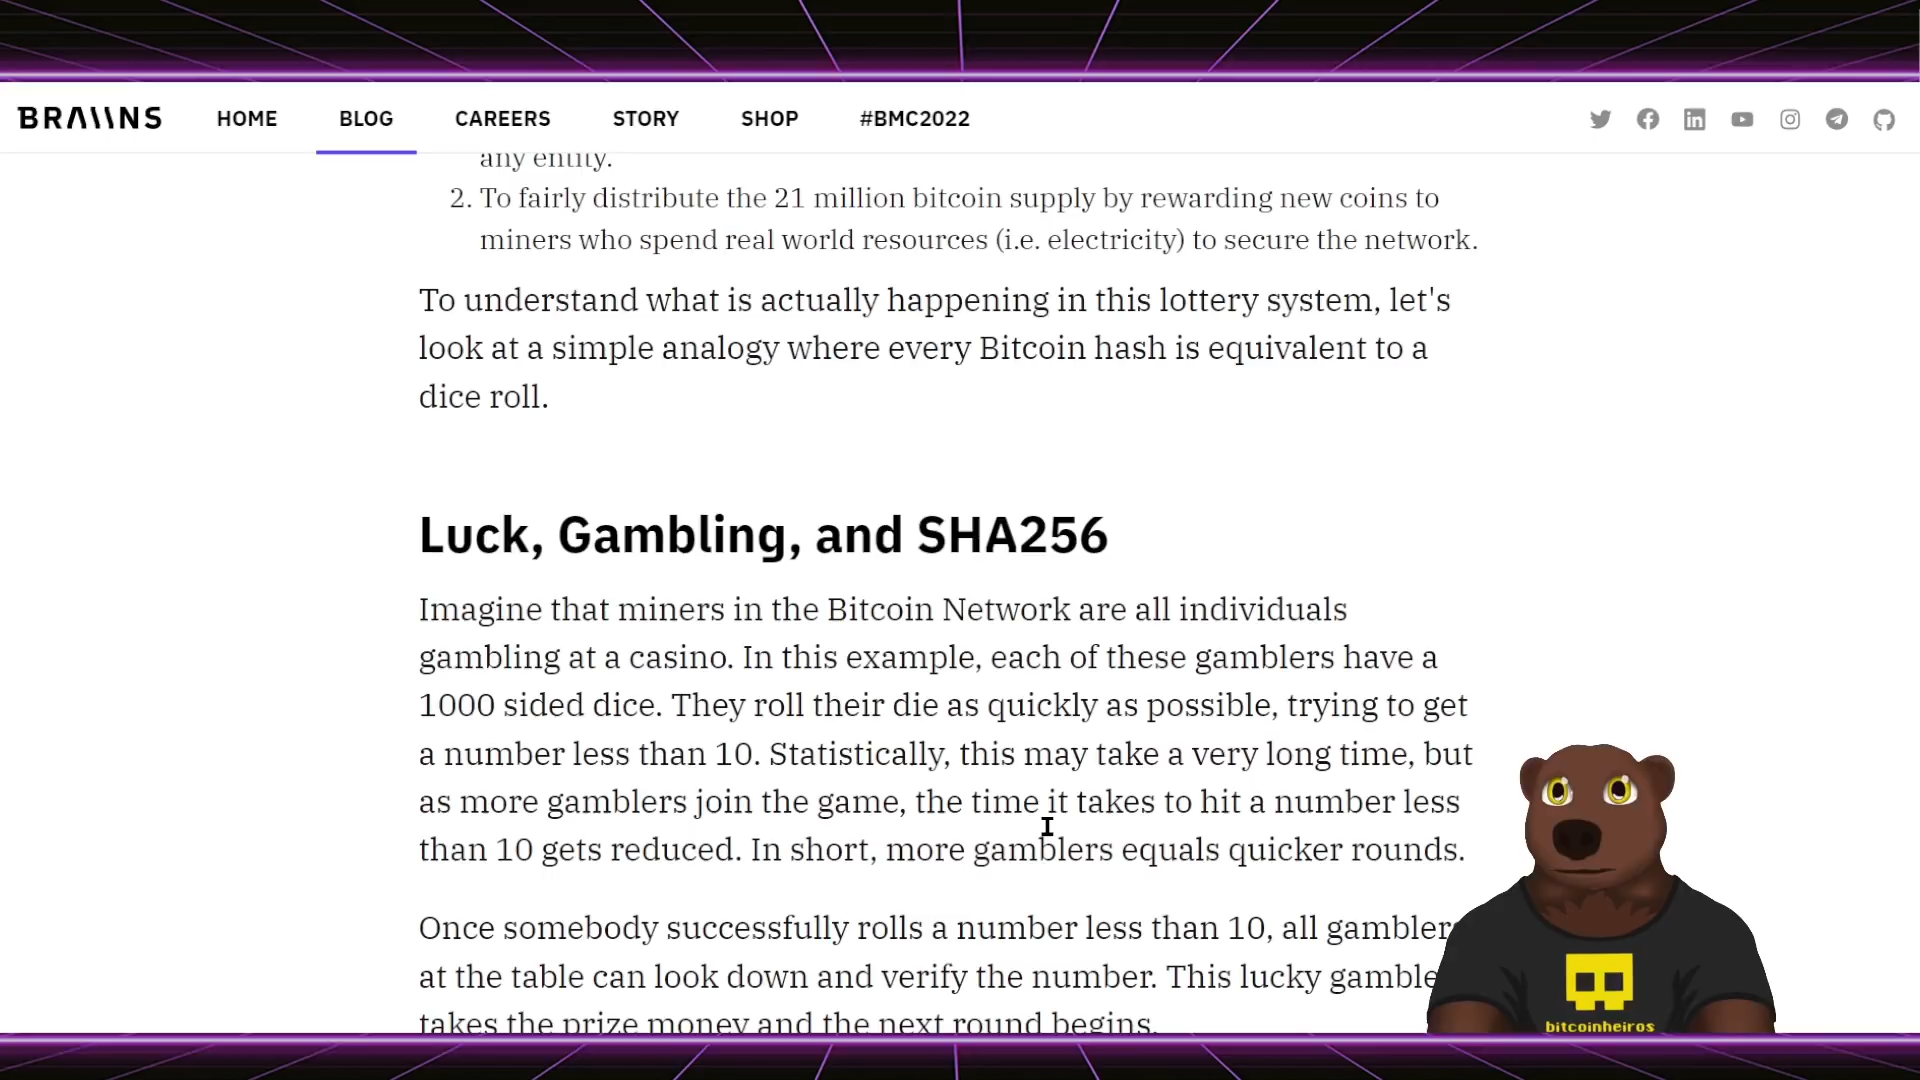 BRAIINS HOME BLOG CAREERS STORY SHOP #BMC2022
any entity.
2. To fairly distribute the 21 million bitcoin supply by rewarding new coins to
miners who spend real world resources (i.e. electricity) to secure the network.
To understand what is actually happening in this lottery system, let's
look at a simple analogy where every Bitcoin hash is equivalent to a
dice roll.
Luck, Gambling, and SHA256
Imagine that miners in the Bitcoin Network are all individuals
gambling at a casino. In this example, each of these gamblers have a
1000 sided dice. They roll their die as quickly as possible, trying to get
a number less than 10. Statistically, this may take a very long time, but
as more gamblers join the game, the time it takes to hit a number less
than 10 gets reduced. In short, more gamblers equals quicker rounds.
Once somebody successfully rolls a number less than 10, all gamblers
at the table can look down and verify the number. This lucky gamble
takes the prize money and the next round begins.
bitcoinheiros